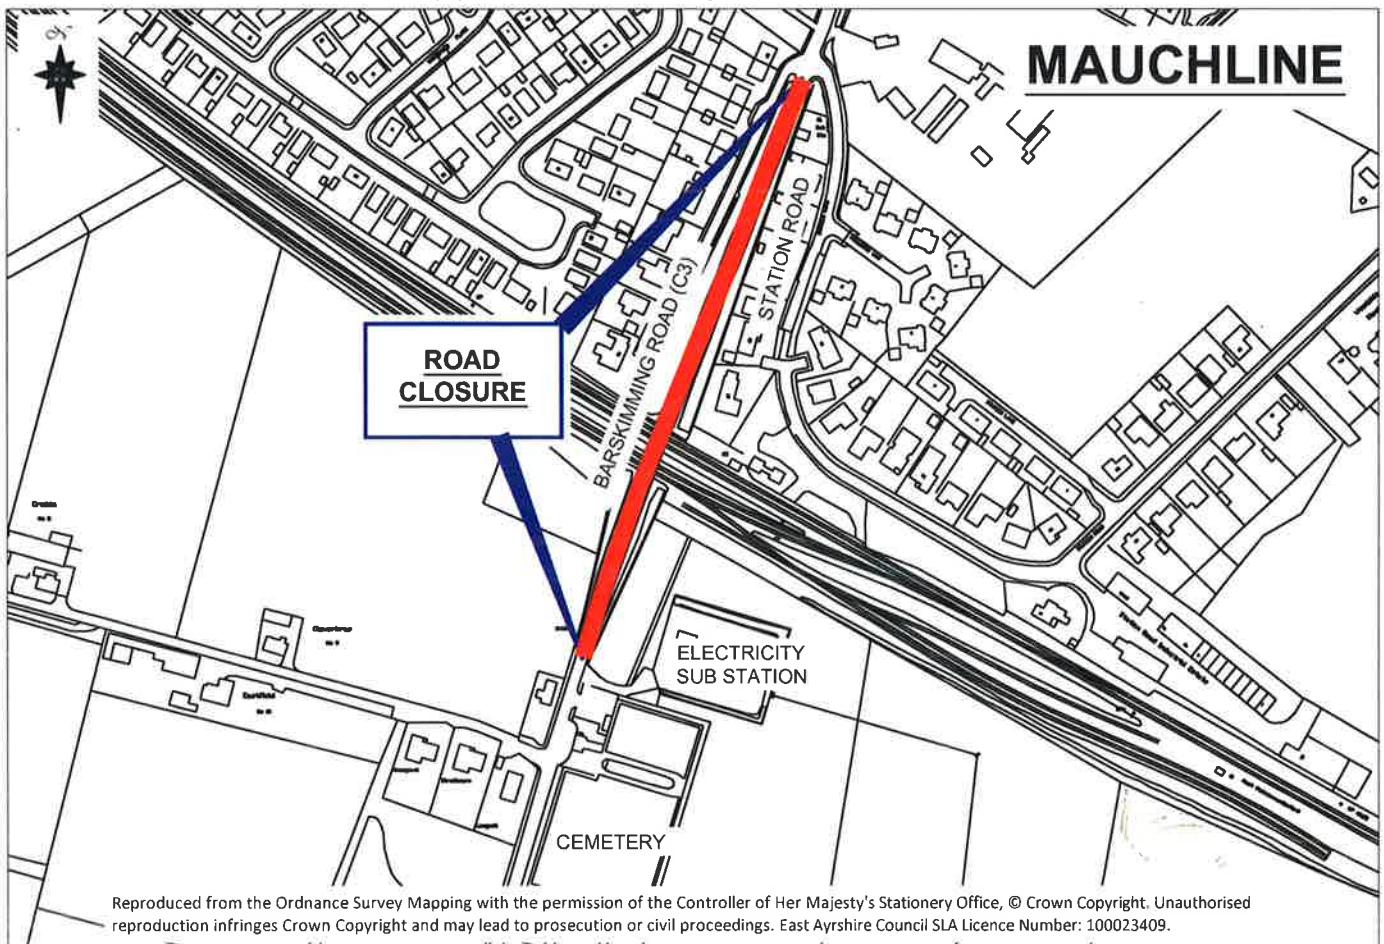 MAUCHLINE
STATION ROAD
BARSKIMMING ROAD (C3)
ROAD
CLOSURE
ELECTRICITY
SUB STATION
CEMETERY
Reproduced from the Ordnance Survey Mapping with the permission of the Controller of Her Majesty's Stationery Office, © Crown Copyright. Unauthorised
reproduction infringes Crown Copyright and may lead to prosecution or civil proceedings. East Ayrshire Council SLA Licence Number: 100023409.